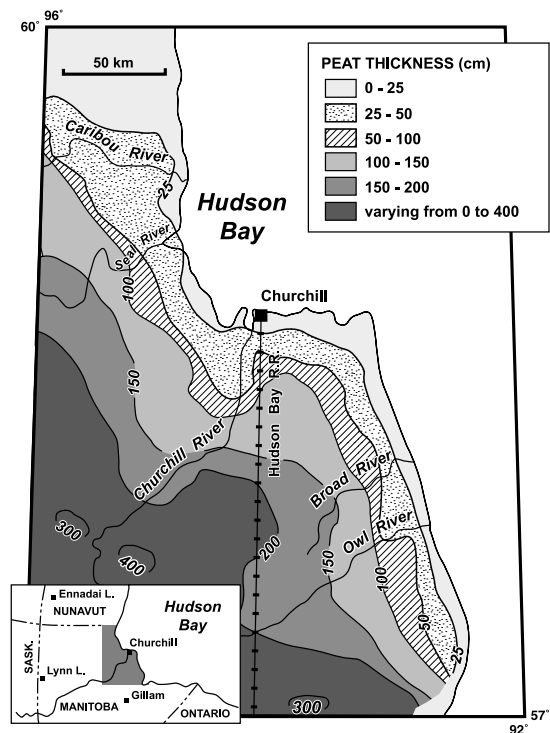 96°
60°
50 km
PEAT THICKNESS (cm)
0 - 25
25 - 50
50 - 100
100 - 150
150 - 200
varying from 0 to 400
Caribou River
25
Hudson
Bay
Seal River
100
Churchill
150
Hudson Bay R.R.
Churchill River
Broad River
Owl River
300
400
200
150
100
50
25
300
57°
92°
Ennadai L.
NUNAVUT
Hudson
Bay
Churchill
SASK.
Lynn L.
Gillam
MANITOBA
ONTARIO